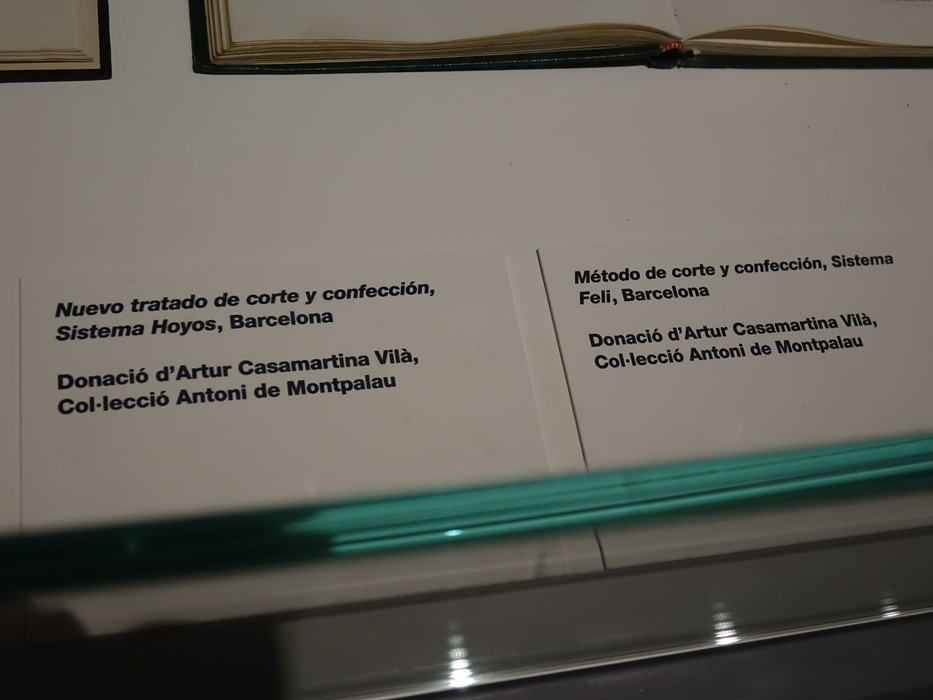 Nuevo tratado de corte y confección,
Sistema Hoyos, Barcelona
Donació d'Artur Casamartina Vilà,
Col·lecció Antoni de Montpalau
Método de corte y confección, Sistema
Feli, Barcelona
Donació d'Artur Casamartina Vilà,
Col·lecció Antoni de Montpalau